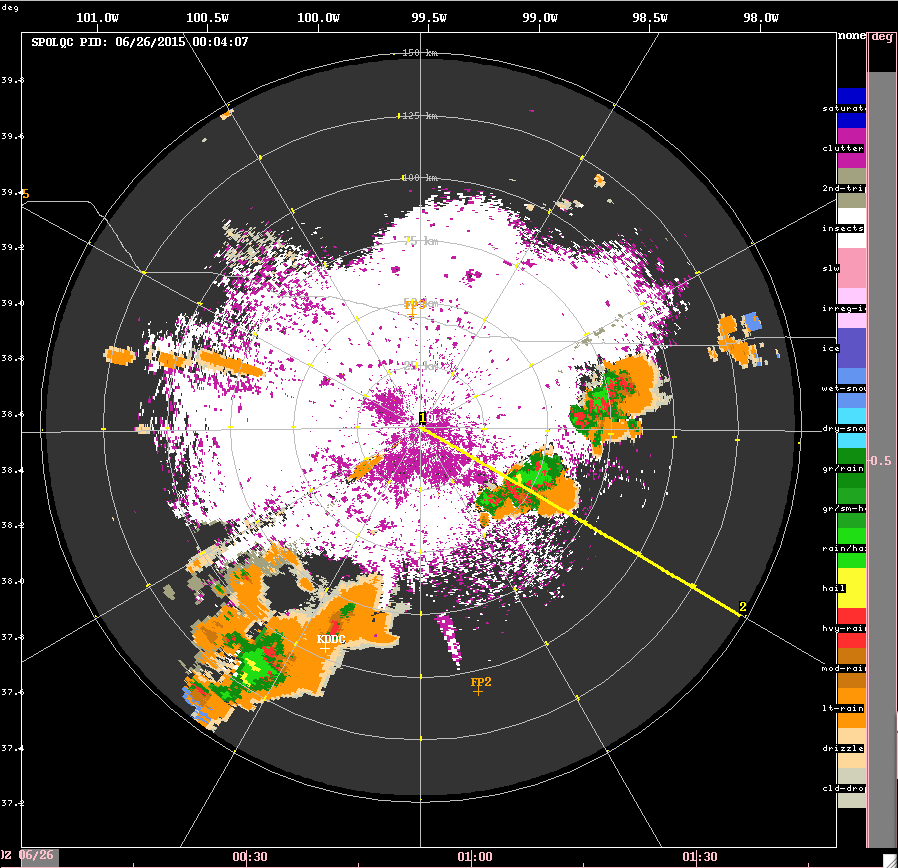 deg
101.0W 100.5W 100.0W 99.5W 99.0W 98.5W 98.0W
none deg
SPOLQC PID: 06/26/2015 00:04:07
150 km
39.8
saturate
125 km
39.6
clutter
100 km
2nd-trip
39.4
5
insects
39.2
75 km
slw
39.0
FP3
irreg-i
38.8
ice
wet-snow
38.6
1
dry-snow
38.4
0.5
gr/rain
38.2
gr/sm-ha
rain/hai
38.0
hail
2
37.8
hvy-rain
KDDC
mod-rain
37.6
FP2
lt-rain
37.4
drizzle
37.2
cld-drop
Z 06/26 00:30 01:00 01:30